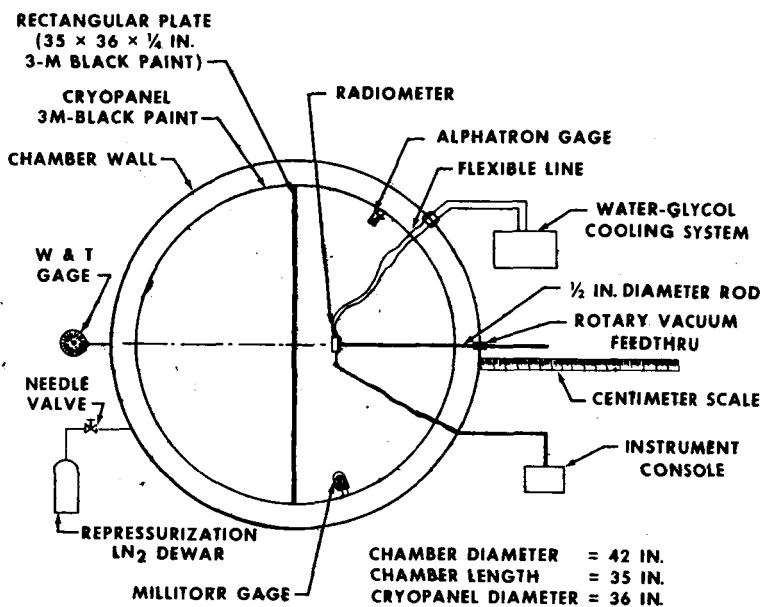 RECTANGULAR PLATE
(35 × 36 × ¼ IN.
3-M BLACK PAINT)
CRYOPANEL
3M-BLACK PAINT
CHAMBER WALL
W & T
GAGE
NEEDLE
VALVE
REPRESSURIZATION
LN₂ DEWAR
MILLITORR GAGE
RADIOMETER
ALPHATRON GAGE
FLEXIBLE LINE
WATER-GLYCOL
COOLING SYSTEM
½ IN. DIAMETER ROD
ROTARY VACUUM
FEEDTHRU
CENTIMETER SCALE
INSTRUMENT
CONSOLE
CHAMBER DIAMETER = 42 IN.
CHAMBER LENGTH = 35 IN.
CRYOPANEL DIAMETER = 36 IN.